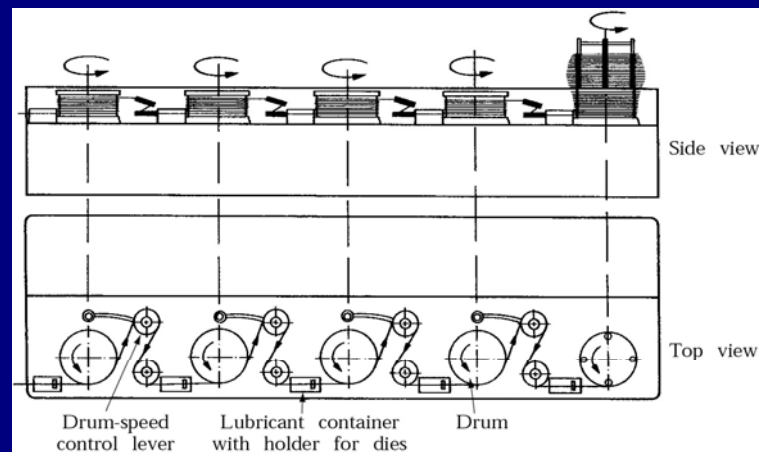 Side view
Top view
Drum-speed
control lever
Lubricant container
with holder for dies
Drum